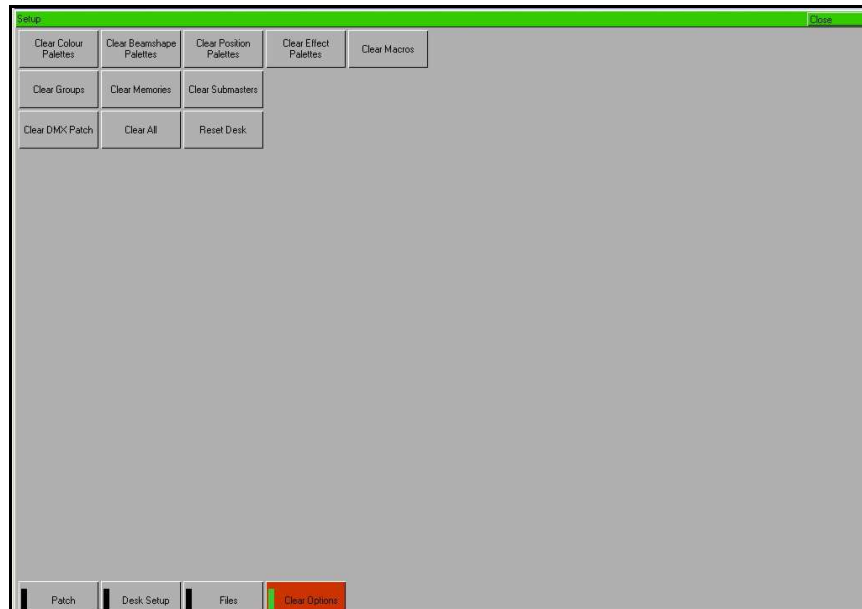 Setup Close
Clear Colour Palettes
Clear Beamshape Palettes
Clear Position Palettes
Clear Effect Palettes
Clear Macros
Clear Groups
Clear Memories
Clear Submasters
Clear DMX Patch
Clear All
Reset Desk
Patch
Desk Setup
Files
Clear Options